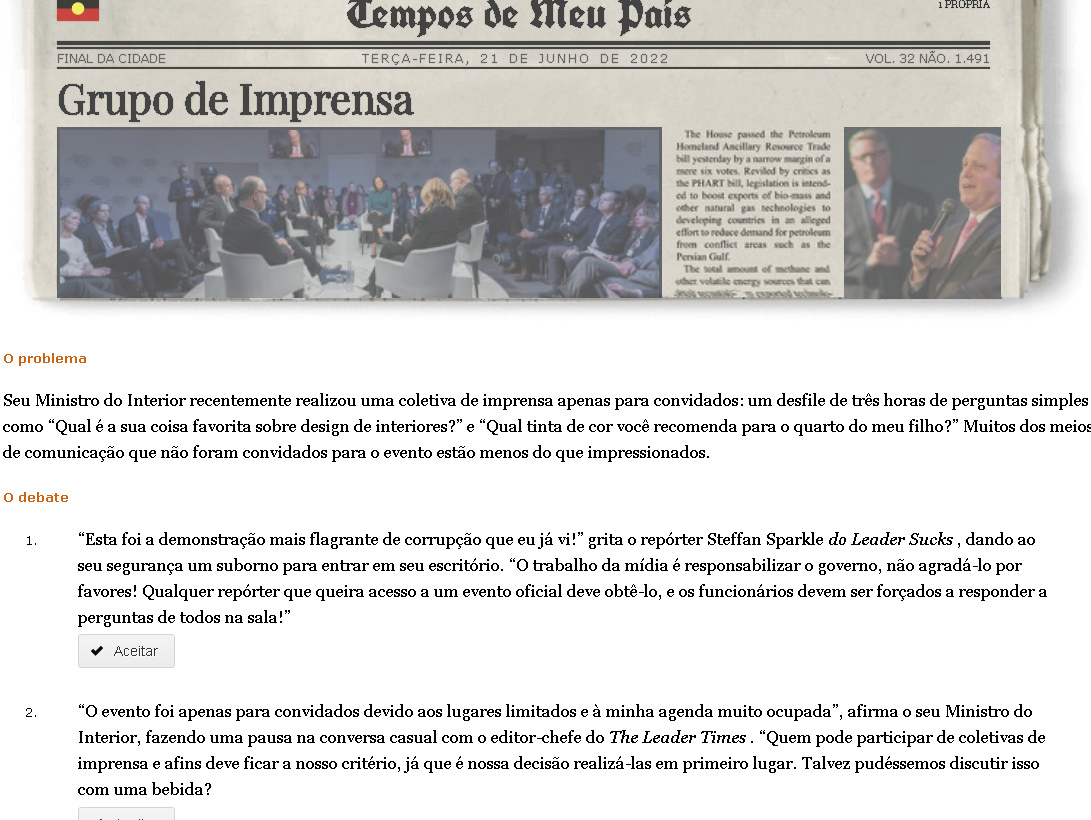 Tempos de Meu País
1 PROPRIA
FINAL DA CIDADE
TERÇA-FEIRA, 21 DE JUNHO DE 2022
VOL. 32 NÃO. 1.491
Grupo de Imprensa
The House passed the Petroleum
Homeland Ancillary Resource Trade
bill yesterday by a narrow margin of a
mere six votes. Reviled by critics as
the PHART bill, legislation is intend-
ed to boost exports of bio-mass and
other natural gas technologies to
developing countries in an alleged
effort to reduce demand for petroleum
from conflict areas such as the
Persian Gulf.
The total amount of methane and
other volatile energy sources that can
O problema
Seu Ministro do Interior recentemente realizou uma coletiva de imprensa apenas para convidados: um desfile de três horas de perguntas simples
como “Qual é a sua coisa favorita sobre design de interiores?” e “Qual tinta de cor você recomenda para o quarto do meu filho?” Muitos dos meios
de comunicação que não foram convidados para o evento estão menos do que impressionados.
O debate
1. “Esta foi a demonstração mais flagrante de corrupção que eu já vi!” grita o repórter Steffan Sparkle do Leader Sucks , dando ao
seu segurança um suborno para entrar em seu escritório. “O trabalho da mídia é responsabilizar o governo, não agradá-lo por
favores! Qualquer repórter que queira acesso a um evento oficial deve obtê-lo, e os funcionários devem ser forçados a responder a
perguntas de todos na sala!”
Aceitar
2. “O evento foi apenas para convidados devido aos lugares limitados e à minha agenda muito ocupada”, afirma o seu Ministro do
Interior, fazendo uma pausa na conversa casual com o editor-chefe do The Leader Times . “Quem pode participar de coletivas de
imprensa e afins deve ficar a nosso critério, já que é nossa decisão realizá-las em primeiro lugar. Talvez pudéssemos discutir isso
com uma bebida?